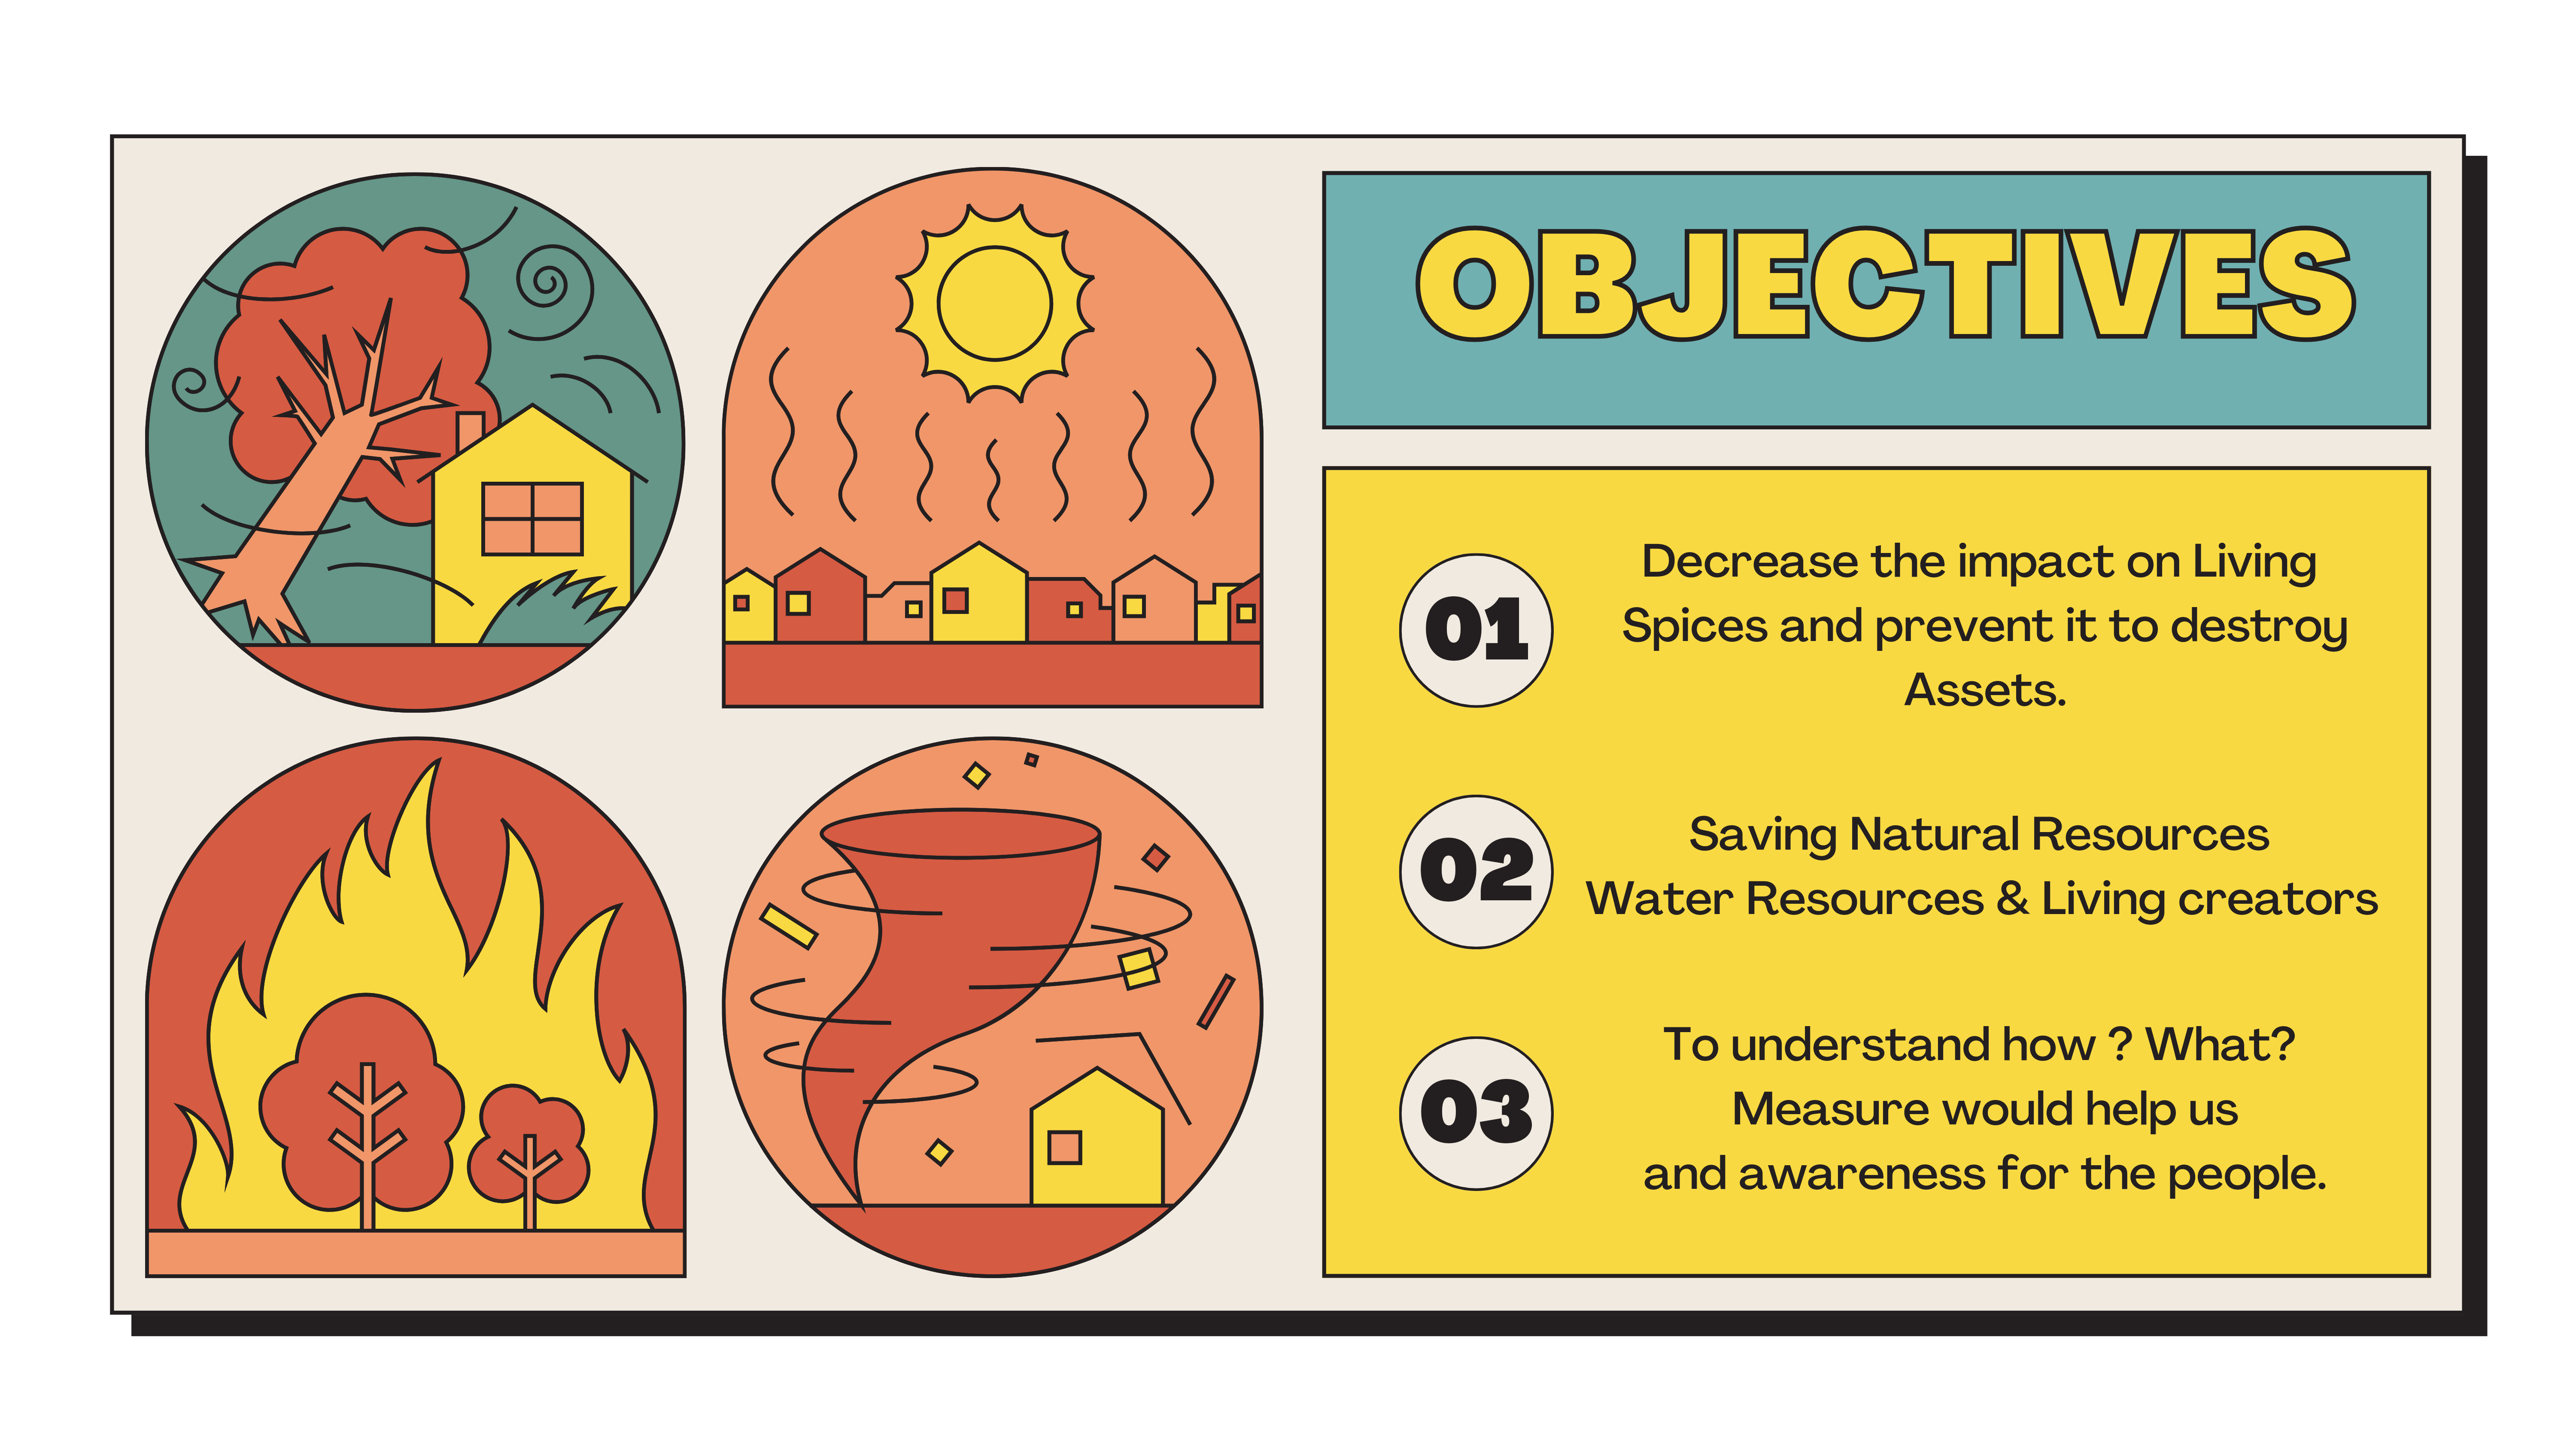 OBJECTIVES
01
Decrease the impact on Living
Spices and prevent it to destroy
Assets.
02
Saving Natural Resources
Water Resources & Living creators
03
To understand how ? What?
Measure would help us
and awareness for the people.